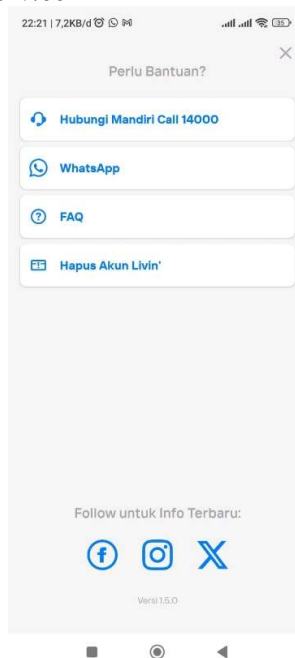 22:21 | 7,2KB/d
35
Perlu Bantuan?
Hubungi Mandiri Call 14000
WhatsApp
FAQ
Hapus Akun Livin'
Follow untuk Info Terbaru:
Versi 1.5.0